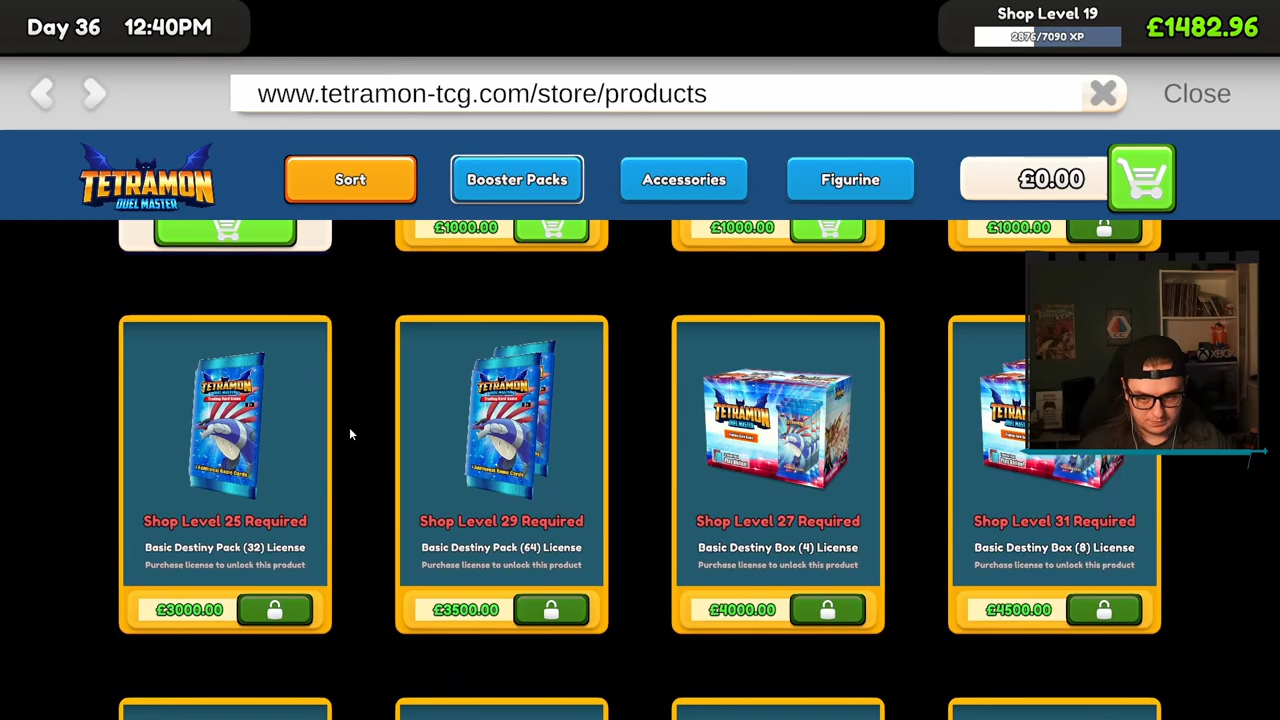 Day 36 12:40PM
Shop Level 19
2876/7090 XP
£1482.96
www.tetramon-tcg.com/store/products
Close
TETRAMON
DUEL MASTER
Sort
Booster Packs
Accessories
Figurine
£0.00
£1000.00
£1000.00
£1000.00
TETRAMON
TETRAMON
TETRAMON
Shop Level 25 Required
Basic Destiny Pack (32) License
Purchase license to unlock this product
£3000.00
Shop Level 29 Required
Basic Destiny Pack (64) License
Purchase license to unlock this product
£3500.00
Shop Level 27 Required
Basic Destiny Box (4) License
Purchase license to unlock this product
£4000.00
Shop Level 31 Required
Basic Destiny Box (8) License
Purchase license to unlock this product
£4500.00
XBOX